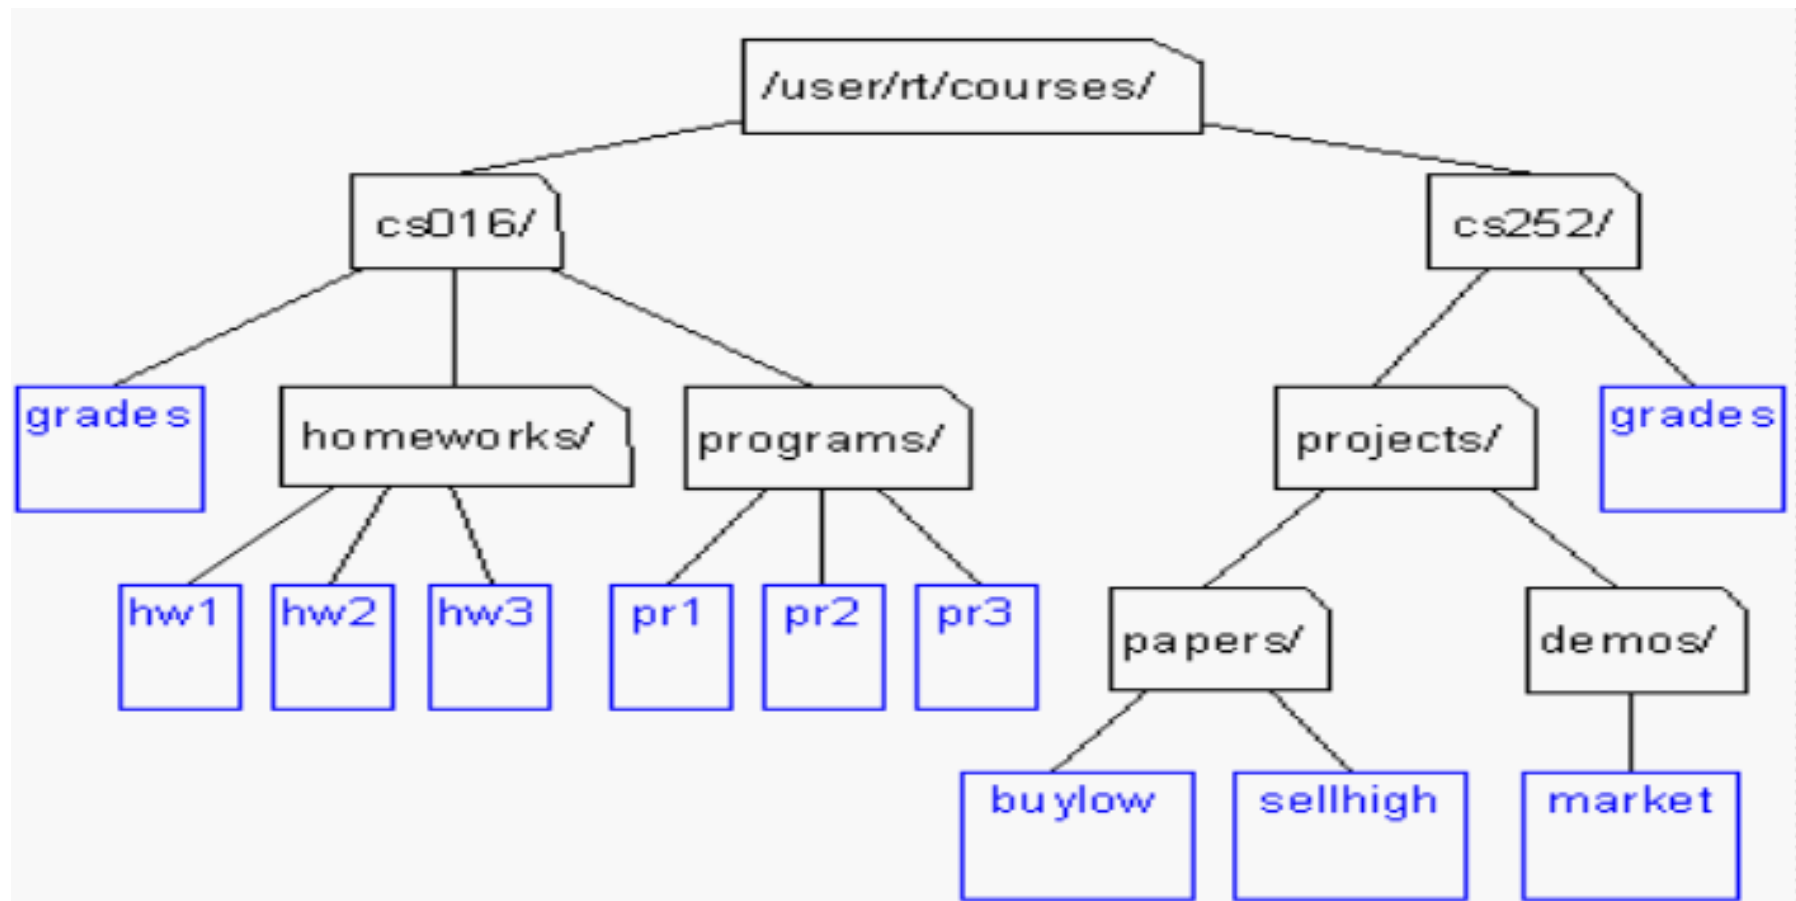 /user/rt/courses/
cs016/
cs252/
grades
homeworks/
programs/
projects/
grades
hw1
hw2
hw3
pr1
pr2
pr3
papers/
demos/
buylow
sellhigh
market